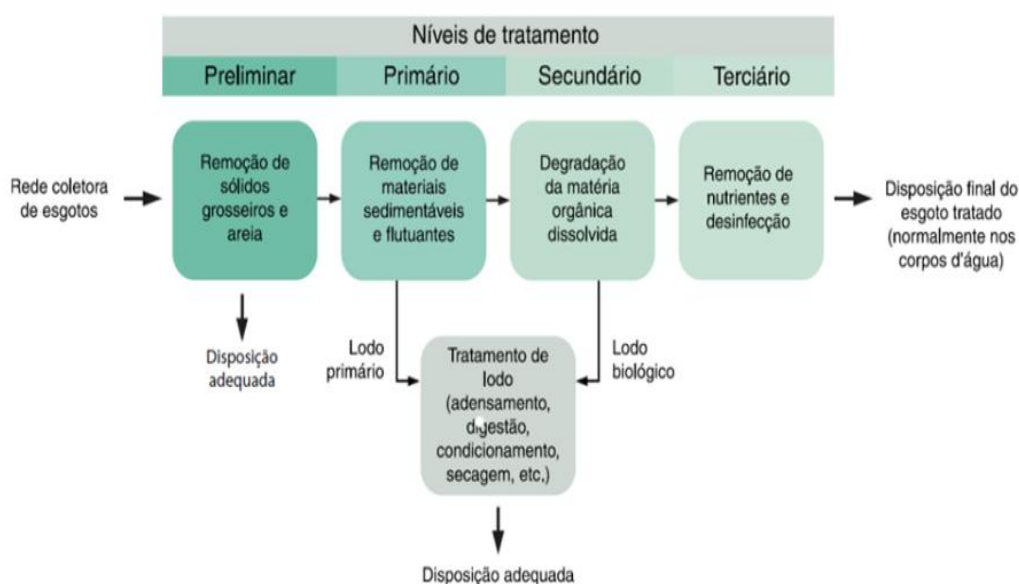 Níveis de tratamento
Preliminar
Primário
Secundário
Terciário
Rede coletora
de esgotos
Remoção de
sólidos
grosseiros e
areia
Remoção de
materiais
sedimentáveis
e flutuantes
Degradação
da matéria
orgânica
dissolvida
Remoção de
nutrientes e
desinfecção
Disposição final do
esgoto tratado
(normalmente nos
corpos d'água)
Disposição
adequada
Lodo
primário
Tratamento de
lodo
(adensamento,
digestão,
condicionamento,
secagem, etc.)
Lodo
biológico
Disposição adequada